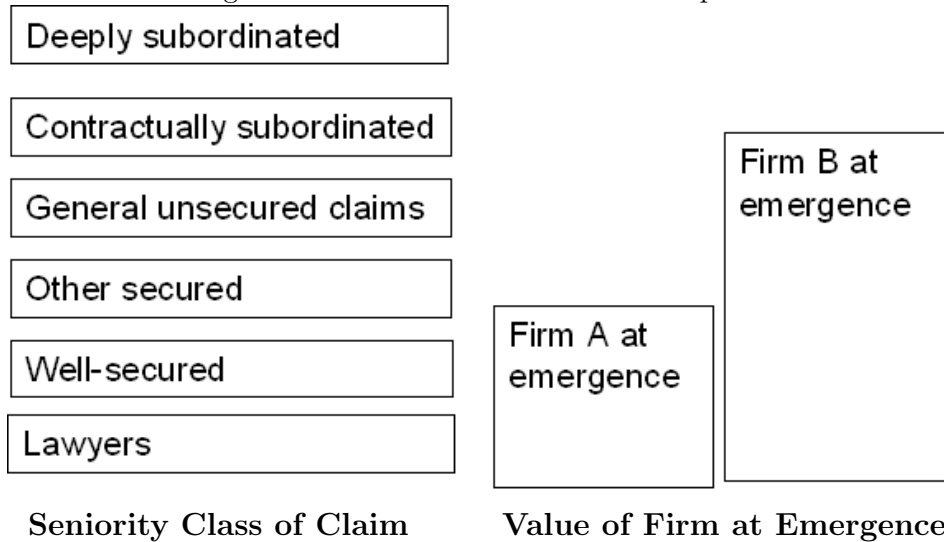 Deeply subordinated
Contractually subordinated
General unsecured claims
Other secured
Well-secured
Lawyers
Firm A at
emergence
Firm B at
emergence
Seniority Class of Claim
Value of Firm at Emergence